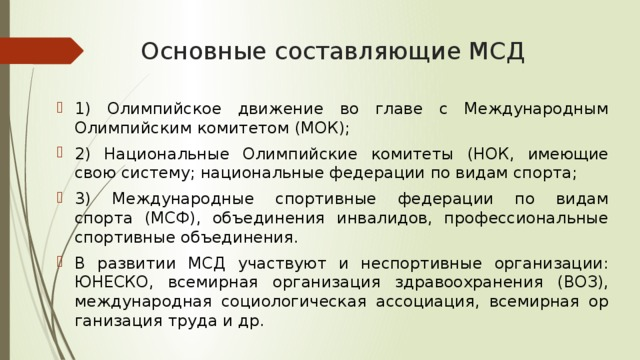 Основные составляющие МСД
1) Олимпийское движение во главе с Международным
Олимпийским комитетом (МОК);
2) Национальные Олимпийские комитеты (НОК, имеющие
свою систему; национальные федерации по видам спорта;
3) Международные спортивные федерации по видам
спорта (МСФ), объединения инвалидов, профессиональные
спортивные объединения.
В развитии МСД участвуют и неспортивные организации:
ЮНЕСКО, всемирная организация здравоохранения (ВОЗ),
международная социологическая ассоциация, всемирная ор
ганизация труда и др.